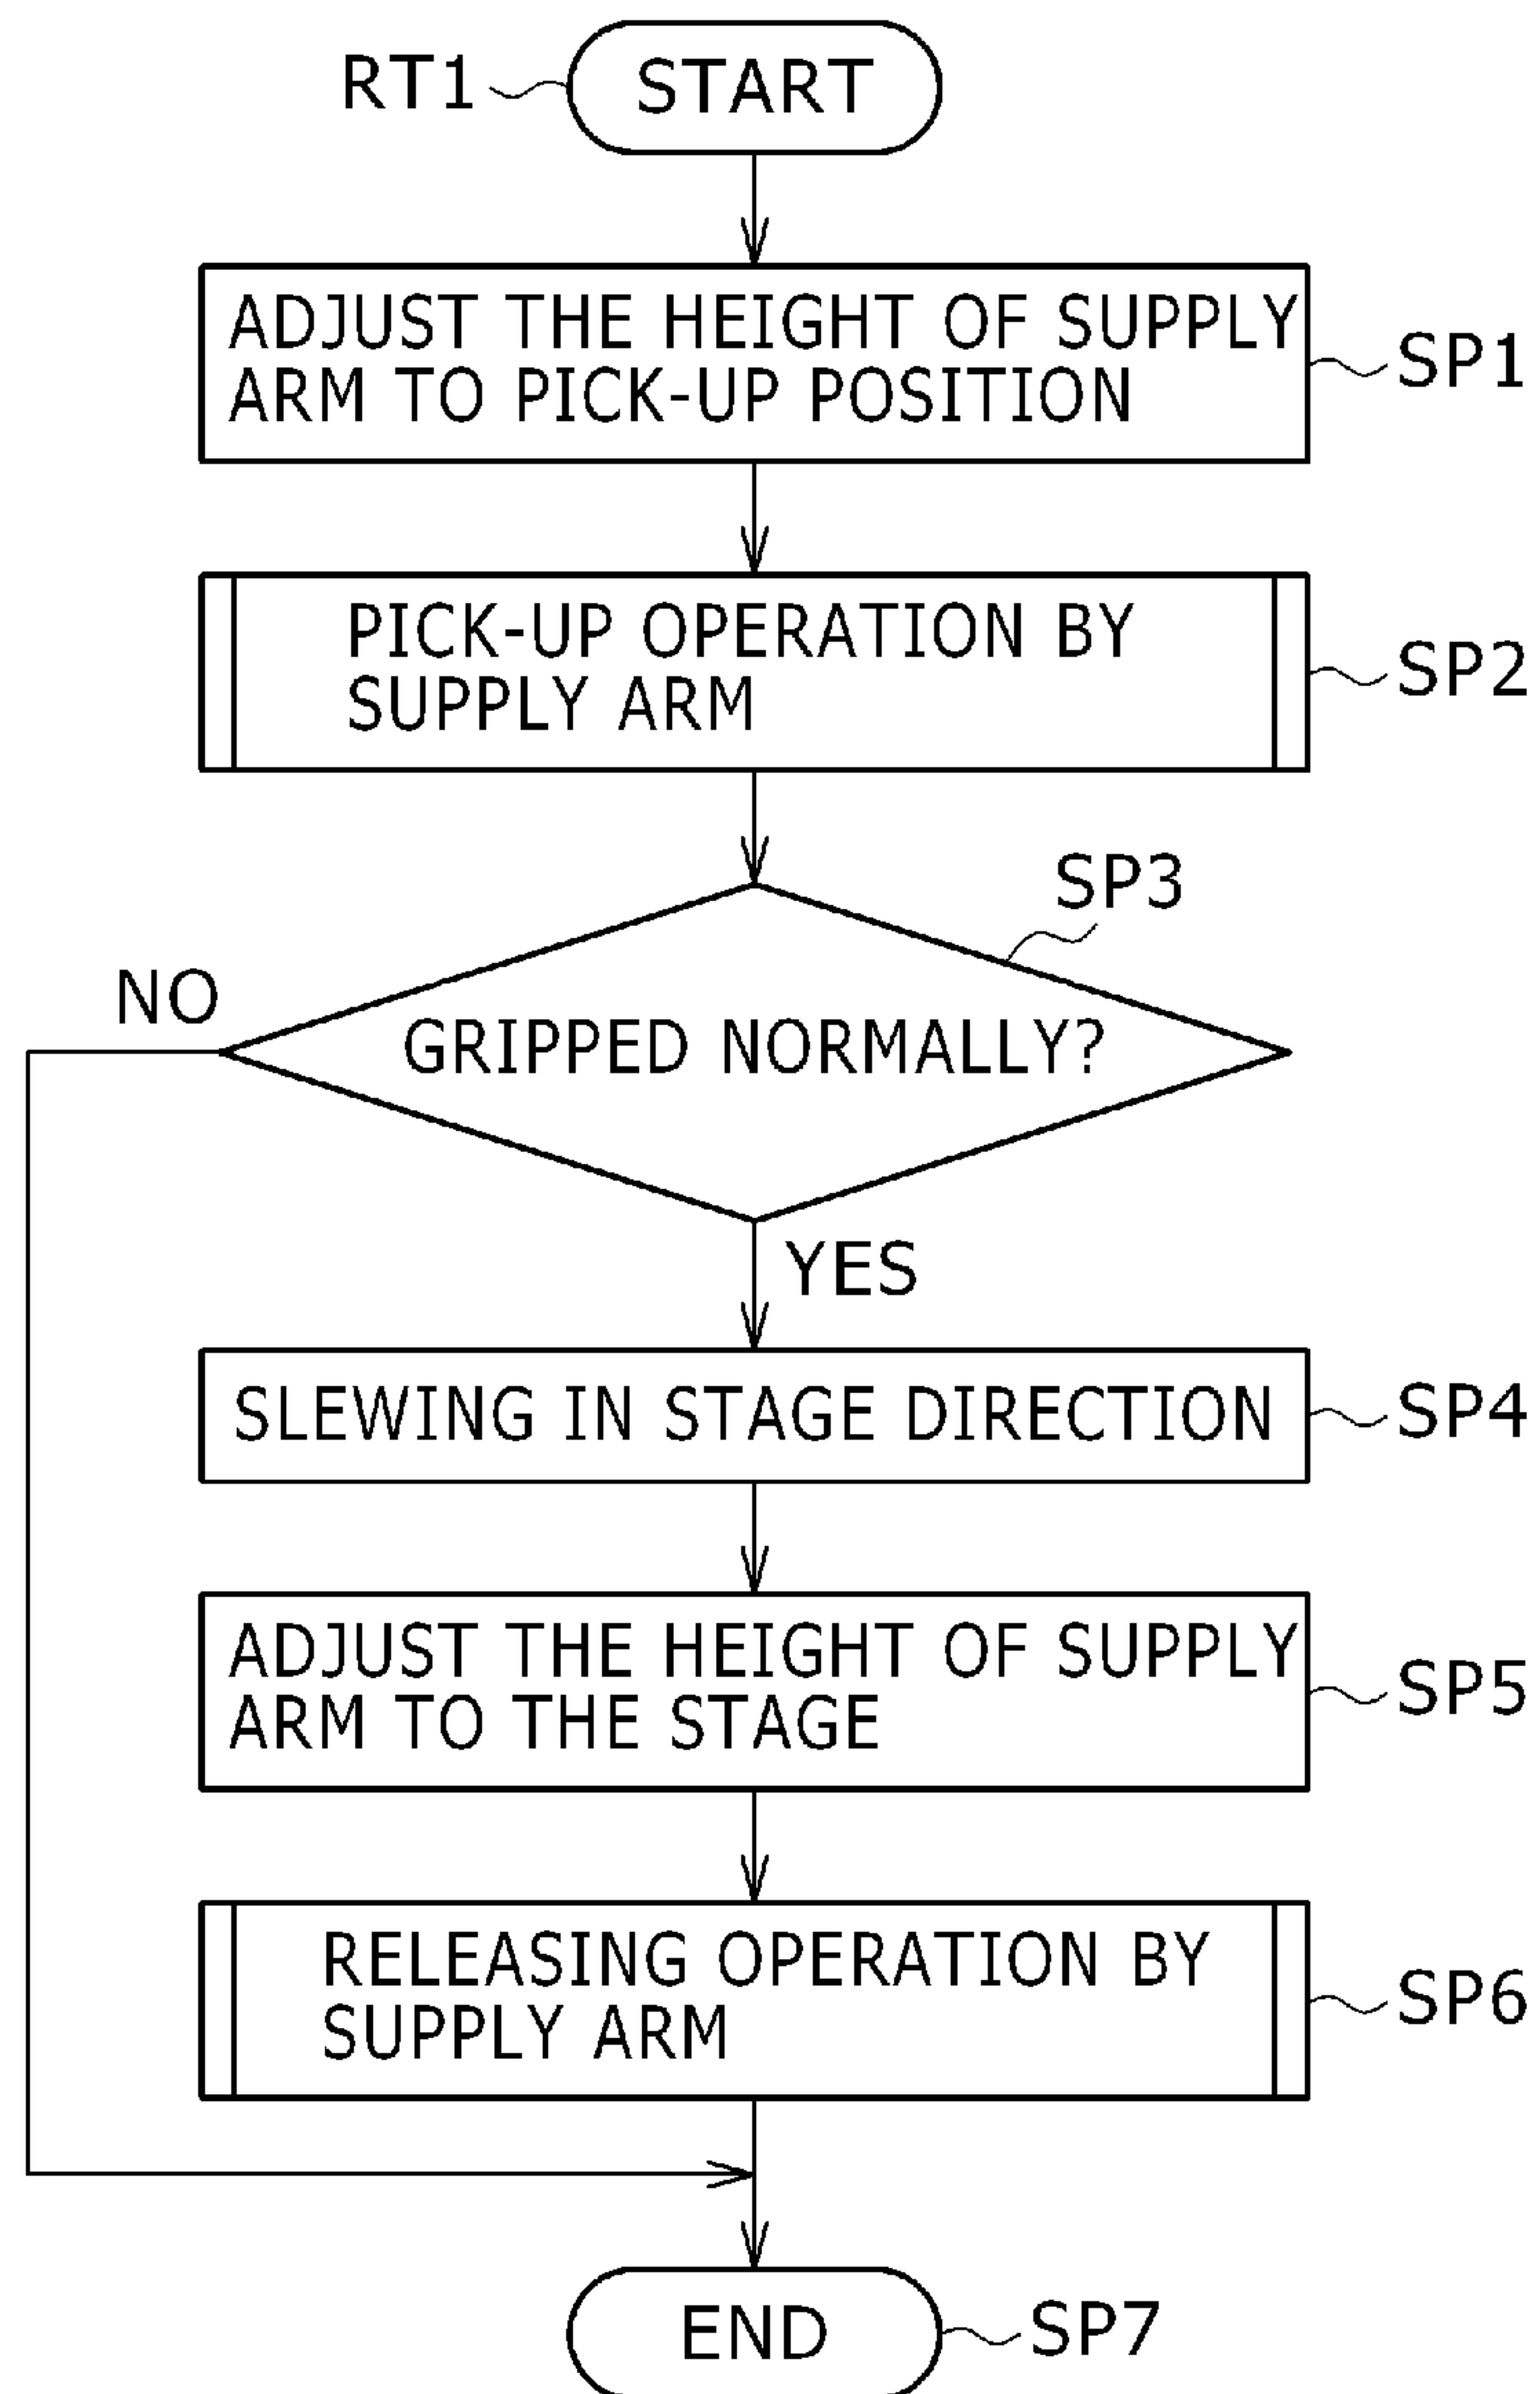 RT1
START
ADJUST THE HEIGHT OF SUPPLY
ARM TO PICK-UP POSITION
SP1
PICK-UP OPERATION BY
SUPPLY ARM
SP2
SP3
NO
GRIPPED NORMALLY?
YES
SLEWING IN STAGE DIRECTION
SP4
ADJUST THE HEIGHT OF SUPPLY
ARM TO THE STAGE
SP5
RELEASING OPERATION BY
SUPPLY ARM
SP6
END
SP7